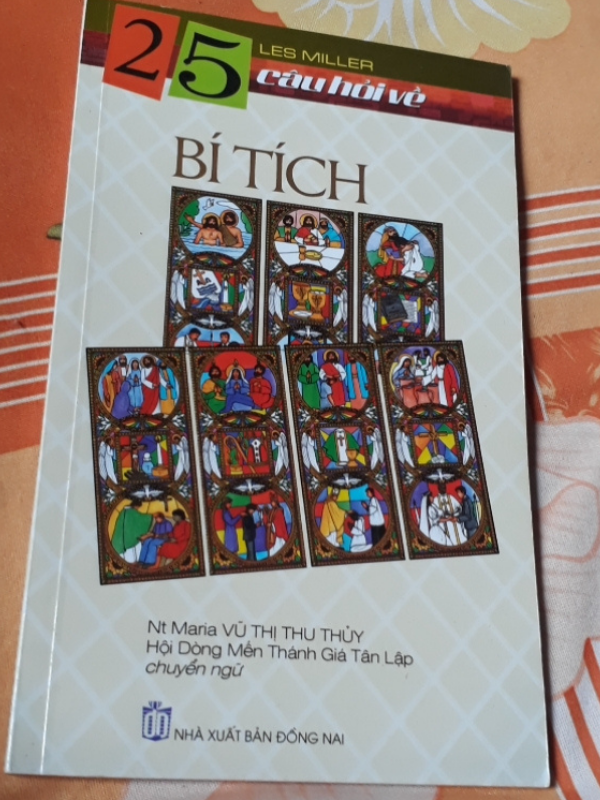 LES MILLER
25 câu hỏi về
BÍ TÍCH
Nt Maria VŨ THỊ THU THỦY
Hội Dòng Mến Thánh Giá Tân Lập
chuyển ngữ
NHÀ XUẤT BẢN ĐỒNG NAI